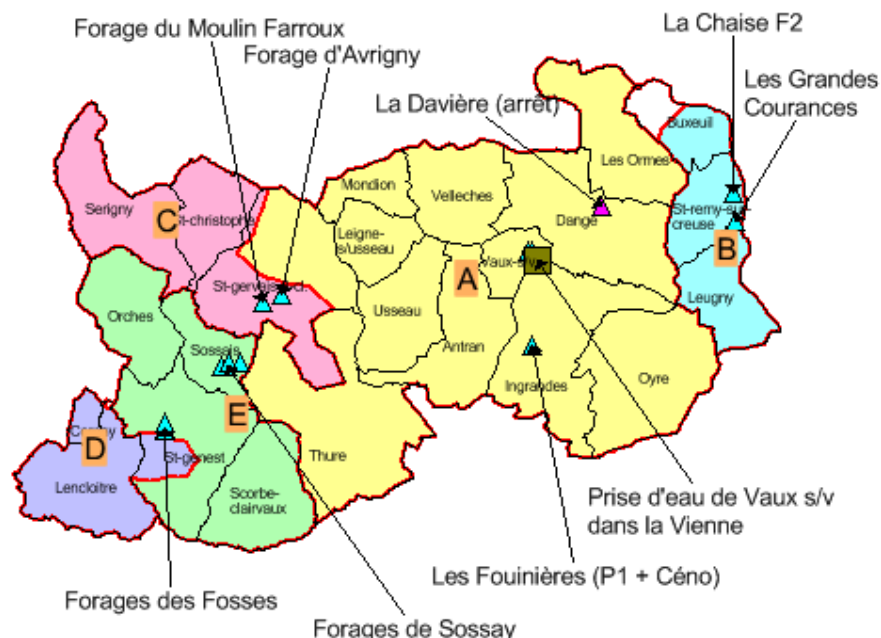 La Chaise F2
Forage du Moulin Farroux
Forage d'Avrigny
Les Grandes
Courances
La Davière (arrêt)
Buxeuil
Les Ormes
Mondion
Velleches
Serigny
C
St-christophe
St-remy-sur-
creuse
Dangé
Leigne-
s/usseau
B
Vaux-s/v
A
St-gervais
Leugny
Orches
Usseau
Sossais
Antran
Oyre
Ingrandes
E
D
St-genest
Thure
Lencloitre
Scorbe-
clairvaux
Prise d'eau de Vaux s/v
dans la Vienne
Les Fouinières (P1 + Céno)
Forages des Fosses
Forages de Sossay